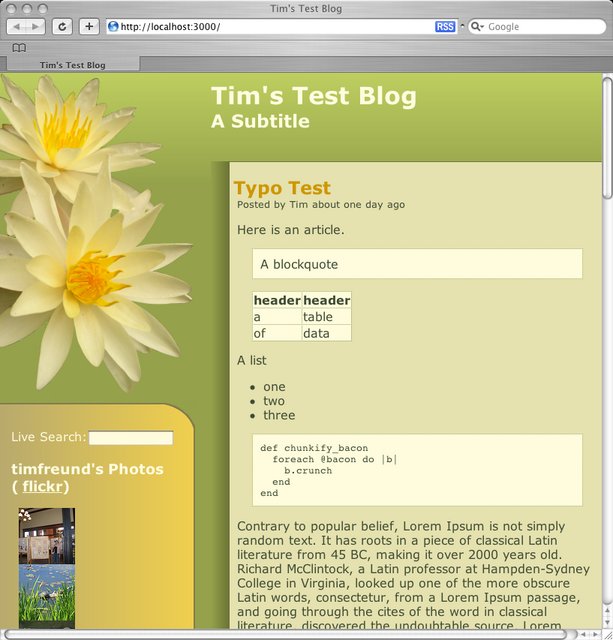 Tim's Test Blog
http://localhost:3000/
RSS
Google
Tim's Test Blog
Tim's Test Blog
A Subtitle
Typo Test
Posted by Tim about one day ago
Here is an article.
A blockquote
header header
a table
of data
A list
one
two
three
def chunkify_bacon
foreach @bacon do |b|
b.crunch
end
end
Contrary to popular belief, Lorem Ipsum is not simply
random text. It has roots in a piece of classical Latin
literature from 45 BC, making it over 2000 years old.
Richard McClintock, a Latin professor at Hampden-Sydney
College in Virginia, looked up one of the more obscure
Latin words, consectetur, from a Lorem Ipsum passage,
and going through the cites of the word in classical
literature, discovered the undoubtable source. Lorem
Live Search:
timfreund's Photos
( flickr)